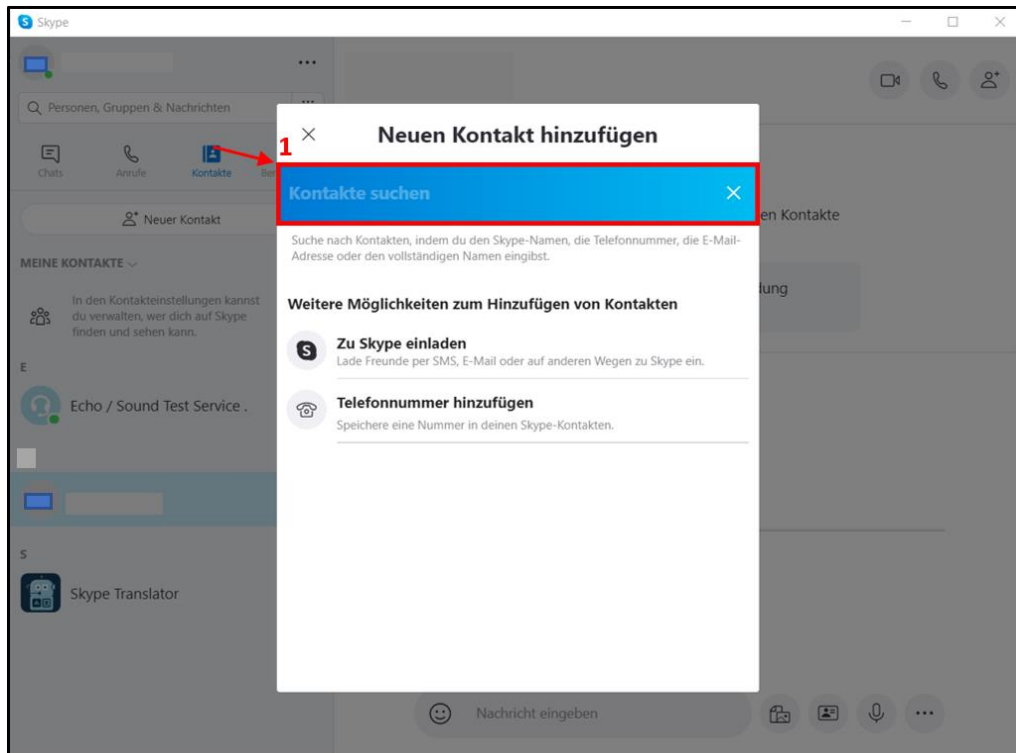 Skype
Personen, Gruppen & Nachrichten
Chats
Anrufe
Kontakte
Neuer Kontakt
MEINE KONTAKTE
In den Kontakteinstellungen kannst
du verwalten, wer dich auf Skype
finden und sehen kann.
E
Echo / Sound Test Service .
S
Skype Translator
1
Neuen Kontakt hinzufügen
Kontakte suchen
Suche nach Kontakten, indem du den Skype-Namen, die Telefonnummer, die E-Mail-
Adresse oder den vollständigen Namen eingibst.
Weitere Möglichkeiten zum Hinzufügen von Kontakten
Zu Skype einladen
Lade Freunde per SMS, E-Mail oder auf anderen Wegen zu Skype ein.
Telefonnummer hinzufügen
Speichere eine Nummer in deinen Skype-Kontakten.
en Kontakte
dung
Nachricht eingeben